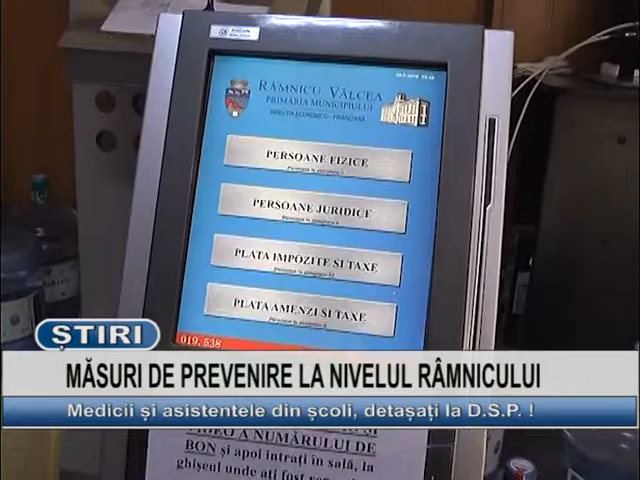 RÂMNICU VÂLCEA
PRIMĂRIA MUNICIPIULUI
DIRECȚIA ECONOMICO - FINANCIARĂ
PERSOANE FIZICE
PERSOANE JURIDICE
PLATA IMPOZITE SI TAXE
PLATA AMENZI SI TAXE
019, 538
ȘTIRI
MĂSURI DE PREVENIRE LA NIVELUL RÂMNICULUI
Medicii și asistentele din școli, detașați la D.S.P. !
A NUMĂRULUI DE
BON și apoi intrați în sală, la
ghișeul unde ați fost